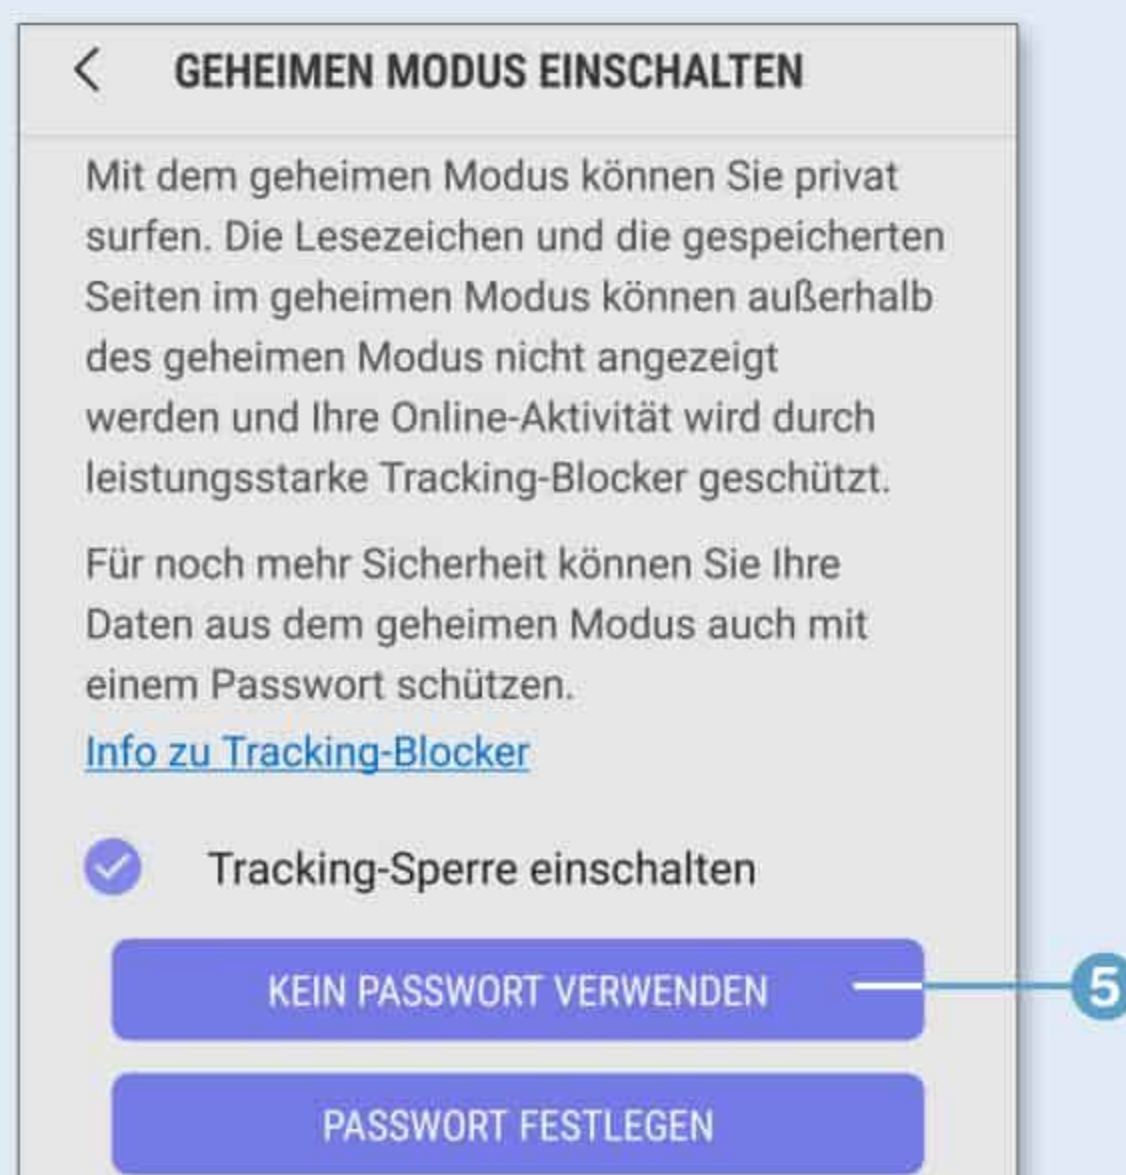 GEHEIMEN MODUS EINSCHALTEN
Mit dem geheimen Modus können Sie privat
surfen. Die Lesezeichen und die gespeicherten
Seiten im geheimen Modus können außerhalb
des geheimen Modus nicht angezeigt
werden und Ihre Online-Aktivität wird durch
leistungsstarke Tracking-Blocker geschützt.
Für noch mehr Sicherheit können Sie Ihre
Daten aus dem geheimen Modus auch mit
einem Passwort schützen.
Info zu Tracking-Blocker
Tracking-Sperre einschalten
KEIN PASSWORT VERWENDEN
5
PASSWORT FESTLEGEN